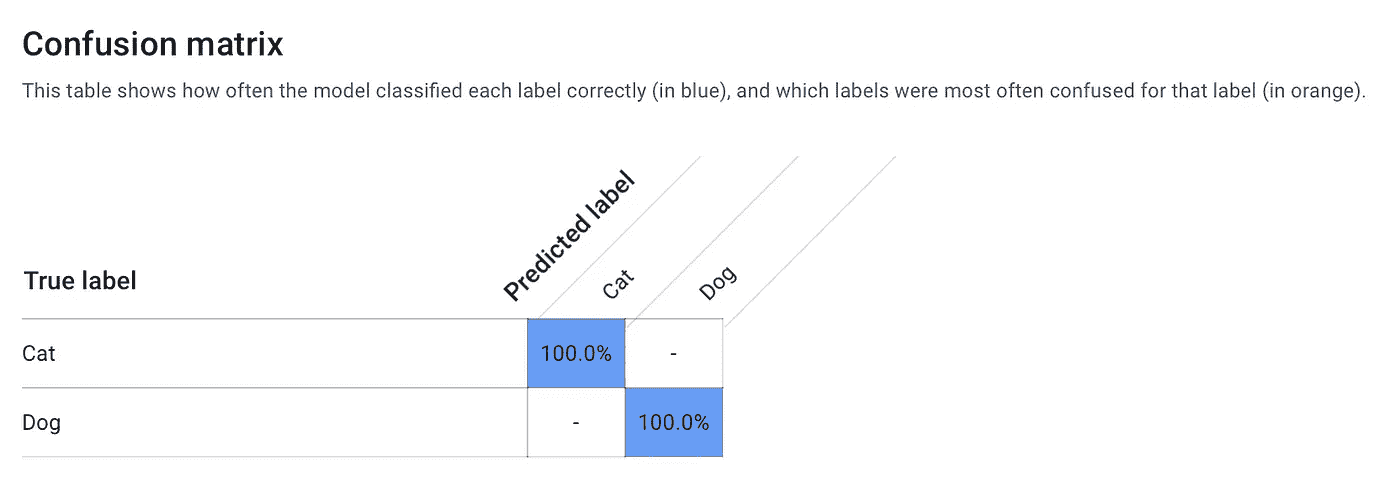 Confusion matrix
This table shows how often the model classified each label correctly (in blue), and which labels were most often confused for that label (in orange).
Predicted label
True label
Cat
Dog
Cat
100.0%
-
Dog
-
100.0%